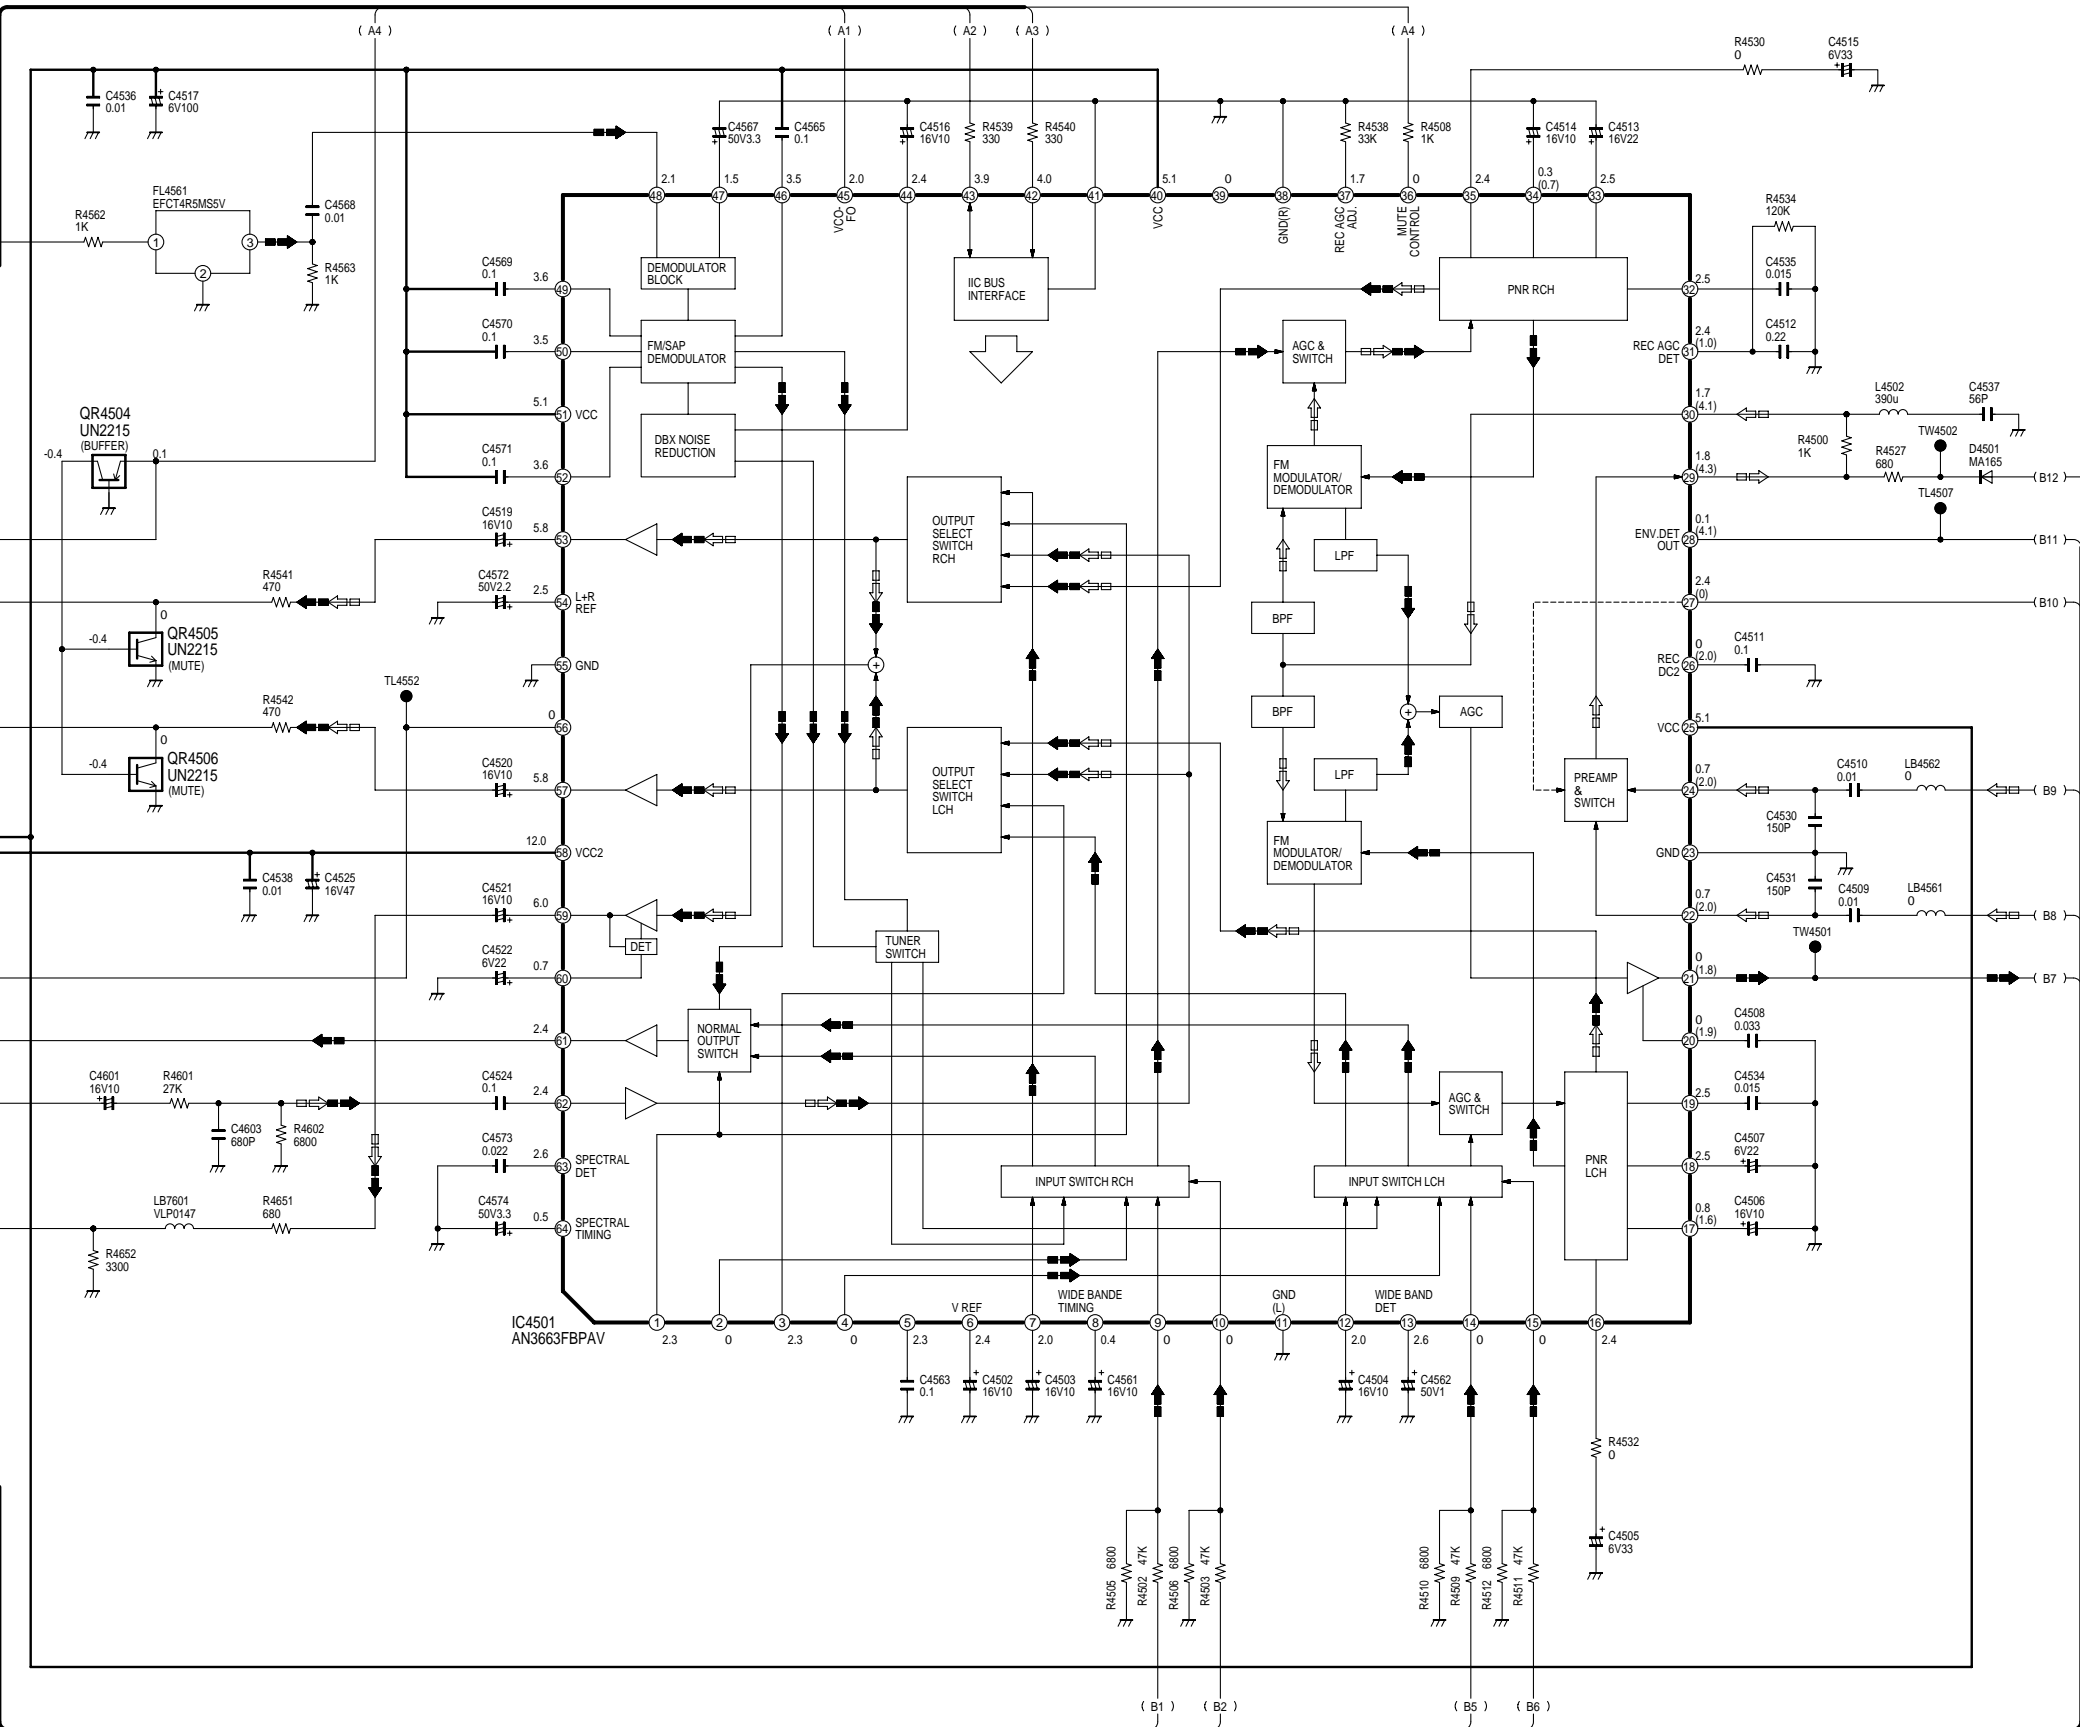 ( A4 )
( A1 )
( A2 )
( A3 )
( A4 )
R4530
0
C4515
6V33
+
C4536
0.01
C4517
6V100
+
C4567
50V3.3
+
C4565
0.1
C4516
16V10
+
R4539
330
R4540
330
R4538
33K
R4508
1K
C4514
16V10
+
C4513
16V22
+
FL4561
EFCT4R5MS5V
R4562
1K
1
3
2
C4568
0.01
R4563
1K
48
2.1
47
1.5
46
3.5
45
2.0
44
2.4
43
3.9
42
4.0
41
40
5.1
39
0
38
37
1.7
36
0
35
2.4
34
0.3
(0.7)
33
2.5
VCO-
FO
VCC
GND(R)
REC AGC
ADJ.
MUTE
CONTROL
R4534
120K
C4535
0.015
C4512
0.22
C4569
0.1
3.6
49
C4570
0.1
3.5
50
5.1
51
VCC
C4571
0.1
3.6
52
DEMODULATOR
BLOCK
FM/SAP
DEMODULATOR
DBX NOISE
REDUCTION
IIC BUS
INTERFACE
AGC &
SWITCH
PNR RCH
32
2.5
31
2.4
(1.0)
REC AGC
DET
30
1.7
(4.1)
L4502
390u
C4537
56P
R4500
1K
R4527
680
TW4502
D4501
MA165
( B12 )
29
1.8
(4.3)
TL4507
28
0.1
(4.1)
ENV.DET
OUT
( B11 )
27
2.4
(0)
( B10 )
QR4504
UN2215
(BUFFER)
-0.4
0.1
C4519
16V10
+
5.8
53
R4541
470
C4572
50V2.2
+
2.5
54
L+R
REF
0
QR4505
UN2215
(MUTE)
-0.4
55
GND
TL4552
R4542
470
0
56
0
QR4506
UN2215
(MUTE)
-0.4
C4520
16V10
+
5.8
57
OUTPUT
SELECT
SWITCH
RCH
FM
MODULATOR/
DEMODULATOR
LPF
BPF
+
BPF
+
AGC
OUTPUT
SELECT
SWITCH
LCH
LPF
FM
MODULATOR/
DEMODULATOR
PREAMP
&
SWITCH
26
0
(2.0)
REC
DC2
C4511
0.1
VCC
25
5.1
24
0.7
(2.0)
C4510
0.01
LB4562
0
( B9 )
C4530
150P
GND
23
C4531
150P
C4509
0.01
LB4561
0
22
0.7
(2.0)
( B8 )
TW4501
21
0
(1.8)
( B7 )
20
0
(1.9)
C4508
0.033
12.0
58
VCC2
C4538
0.01
C4525
16V47
+
C4521
16V10
+
6.0
59
DET
C4522
6V22
+
0.7
60
TUNER
SWITCH
2.4
61
NORMAL
OUTPUT
SWITCH
C4601
16V10
+
R4601
27K
C4524
0.1
2.4
62
C4603
680P
R4602
6800
C4573
0.022
2.6
63
SPECTRAL
DET
LB7601
VLP0147
R4651
680
C4574
50V3.3
+
0.5
64
SPECTRAL
TIMING
R4652
3300
AGC &
SWITCH
PNR
LCH
INPUT SWITCH RCH
INPUT SWITCH LCH
19
2.5
C4534
0.015
18
2.5
C4507
6V22
+
17
0.8
(1.6)
C4506
16V10
+
V REF
WIDE BANDE
TIMING
GND
(L)
WIDE BAND
DET
IC4501
AN3663FBPAV
1
2.3
2
0
3
2.3
4
0
5
2.3
6
2.4
7
2.0
8
0.4
9
0
10
0
11
12
2.0
13
2.6
14
0
15
0
16
2.4
C4563
0.1
C4502
16V10
+
C4503
16V10
+
C4561
16V10
+
C4504
16V10
+
C4562
50V1
+
R4532
0
C4505
6V33
+
R4505 6800
R4502 47K
R4506 6800
R4503 47K
R4510 6800
R4509 47K
R4512 6800
R4511 47K
( B1 )
( B2 )
( B5 )
( B6 )